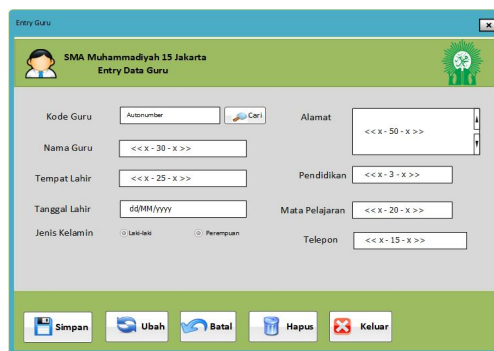 Entry Guru
SMA Muhammadiyah 15 Jakarta
Entry Data Guru
Kode Guru
Autonumber
Cari
Nama Guru
<< x - 30 - x >>
Tempat Lahir
<< x - 25 - x >>
Tanggal Lahir
dd/MM/yyyy
Jenis Kelamin
Laki-laki
Perempuan
Alamat
<< x - 50 - x >>
Pendidikan
<< x - 3 - x >>
Mata Pelajaran
<< x - 20 - x >>
Telepon
<< x - 15 - x >>
Simpan
Ubah
Batal
Hapus
Keluar